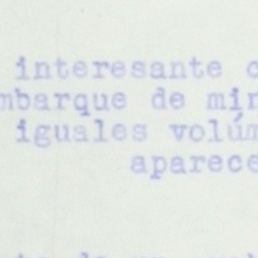 interesante
mbarque de min
iguales volúm
aparece